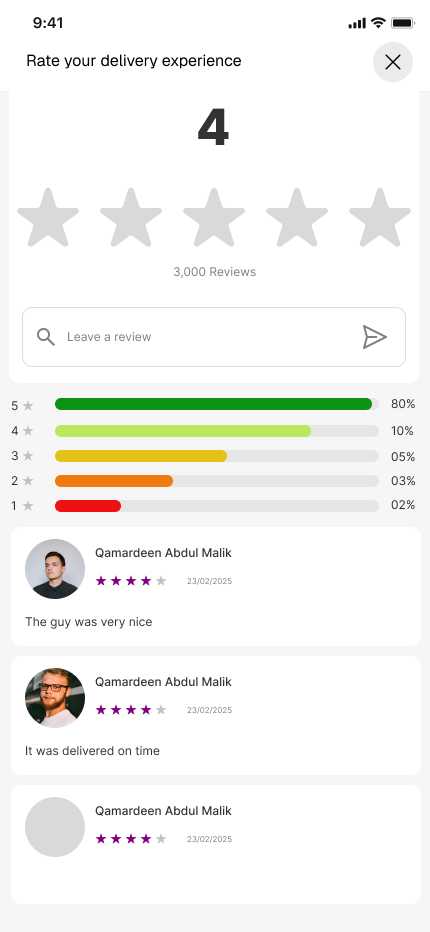 9:41
Rate your delivery experience
4
3,000 Reviews
Leave a review
5 80%
4 10%
3 05%
2 03%
1 02%
Qamardeen Abdul Malik
23/02/2025
The guy was very nice
Qamardeen Abdul Malik
23/02/2025
It was delivered on time
Qamardeen Abdul Malik
23/02/2025